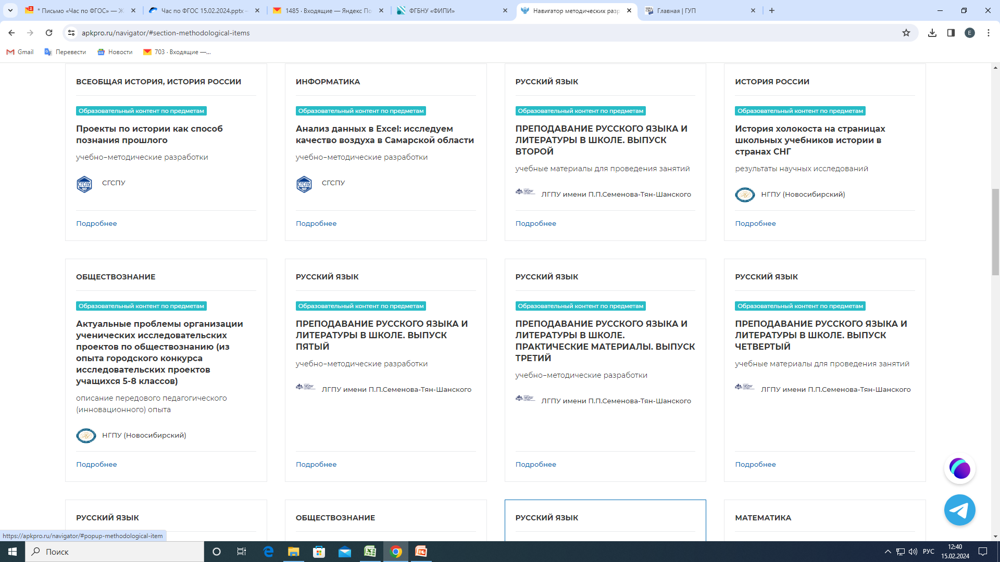 * Письмо «Час по ФГОС» — Ж
Час по ФГОС 15.02.2024.pptx –
1485 · Входящие — Яндекс По
ФГБНУ «ФИПИ»
Навигатор методических разр
Главная | ГУП
apkpro.ru/navigator/#section-methodological-items
E
Gmail
Перевести
Новости
703 · Входящие —...
ВСЕОБЩАЯ ИСТОРИЯ, ИСТОРИЯ РОССИИ
Образовательный контент по предметам
Проекты по истории как способ
познания прошлого
учебно-методические разработки
СГСПУ
СГСПУ
Подробнее
ИНФОРМАТИКА
Образовательный контент по предметам
Анализ данных в Excel: исследуем
качество воздуха в Самарской области
учебно-методические разработки
СГСПУ
СГСПУ
Подробнее
РУССКИЙ ЯЗЫК
Образовательный контент по предметам
ПРЕПОДАВАНИЕ РУССКОГО ЯЗЫКА И
ЛИТЕРАТУРЫ В ШКОЛЕ. ВЫПУСК
ВТОРОЙ
учебные материалы для проведения занятий
ЛГПУ имени П.П.Семенова-Тян-Шанского
Подробнее
ИСТОРИЯ РОССИИ
Образовательный контент по предметам
История холокоста на страницах
школьных учебников истории в
странах СНГ
результаты научных исследований
НГПУ (Новосибирский)
Подробнее
ОБЩЕСТВОЗНАНИЕ
Образовательный контент по предметам
Актуальные проблемы организации
ученических исследовательских
проектов по обществознанию (из
опыта городского конкурса
исследовательских проектов
учащихся 5-8 классов)
описание передового педагогического
(инновационного) опыта
НГПУ (Новосибирский)
Подробнее
РУССКИЙ ЯЗЫК
Образовательный контент по предметам
ПРЕПОДАВАНИЕ РУССКОГО ЯЗЫКА И
ЛИТЕРАТУРЫ В ШКОЛЕ. ВЫПУСК
ПЯТЫЙ
учебно-методические разработки
ЛГПУ имени П.П.Семенова-Тян-Шанского
Подробнее
РУССКИЙ ЯЗЫК
Образовательный контент по предметам
ПРЕПОДАВАНИЕ РУССКОГО ЯЗЫКА И
ЛИТЕРАТУРЫ В ШКОЛЕ.
ПРАКТИЧЕСКИЕ МАТЕРИАЛЫ. ВЫПУСК
ТРЕТИЙ
учебно-методические разработки
ЛГПУ имени П.П.Семенова-Тян-Шанского
Подробнее
РУССКИЙ ЯЗЫК
Образовательный контент по предметам
ПРЕПОДАВАНИЕ РУССКОГО ЯЗЫКА И
ЛИТЕРАТУРЫ В ШКОЛЕ. ВЫПУСК
ЧЕТВЕРТЫЙ
учебные материалы для проведения занятий
ЛГПУ имени П.П.Семенова-Тян-Шанского
Подробнее
РУССКИЙ ЯЗЫК
ОБЩЕСТВОЗНАНИЕ
РУССКИЙ ЯЗЫК
МАТЕМАТИКА
https://apkpro.ru/navigator/#popup-methodological-item
Поиск
РУС
12:40
15.02.2024